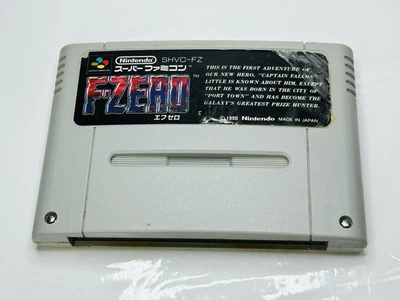 Nintendo SHVC-FZ
スーパーファミコン
F-ZERO™
エフゼロ
THIS IS THE FIRST ADVENTURE OF
OUR NEW HERO, "CAPTAIN FALCON"
LITTLE IS KNOWN ABOUT HIM, EXCEPT
THAT HE WAS BORN IN THE CITY OF
"PORT TOWN" AND HAS BECOME THE
GALAXY'S GREATEST PRIZE HUNTER.
©1990 Nintendo MADE IN JAPAN